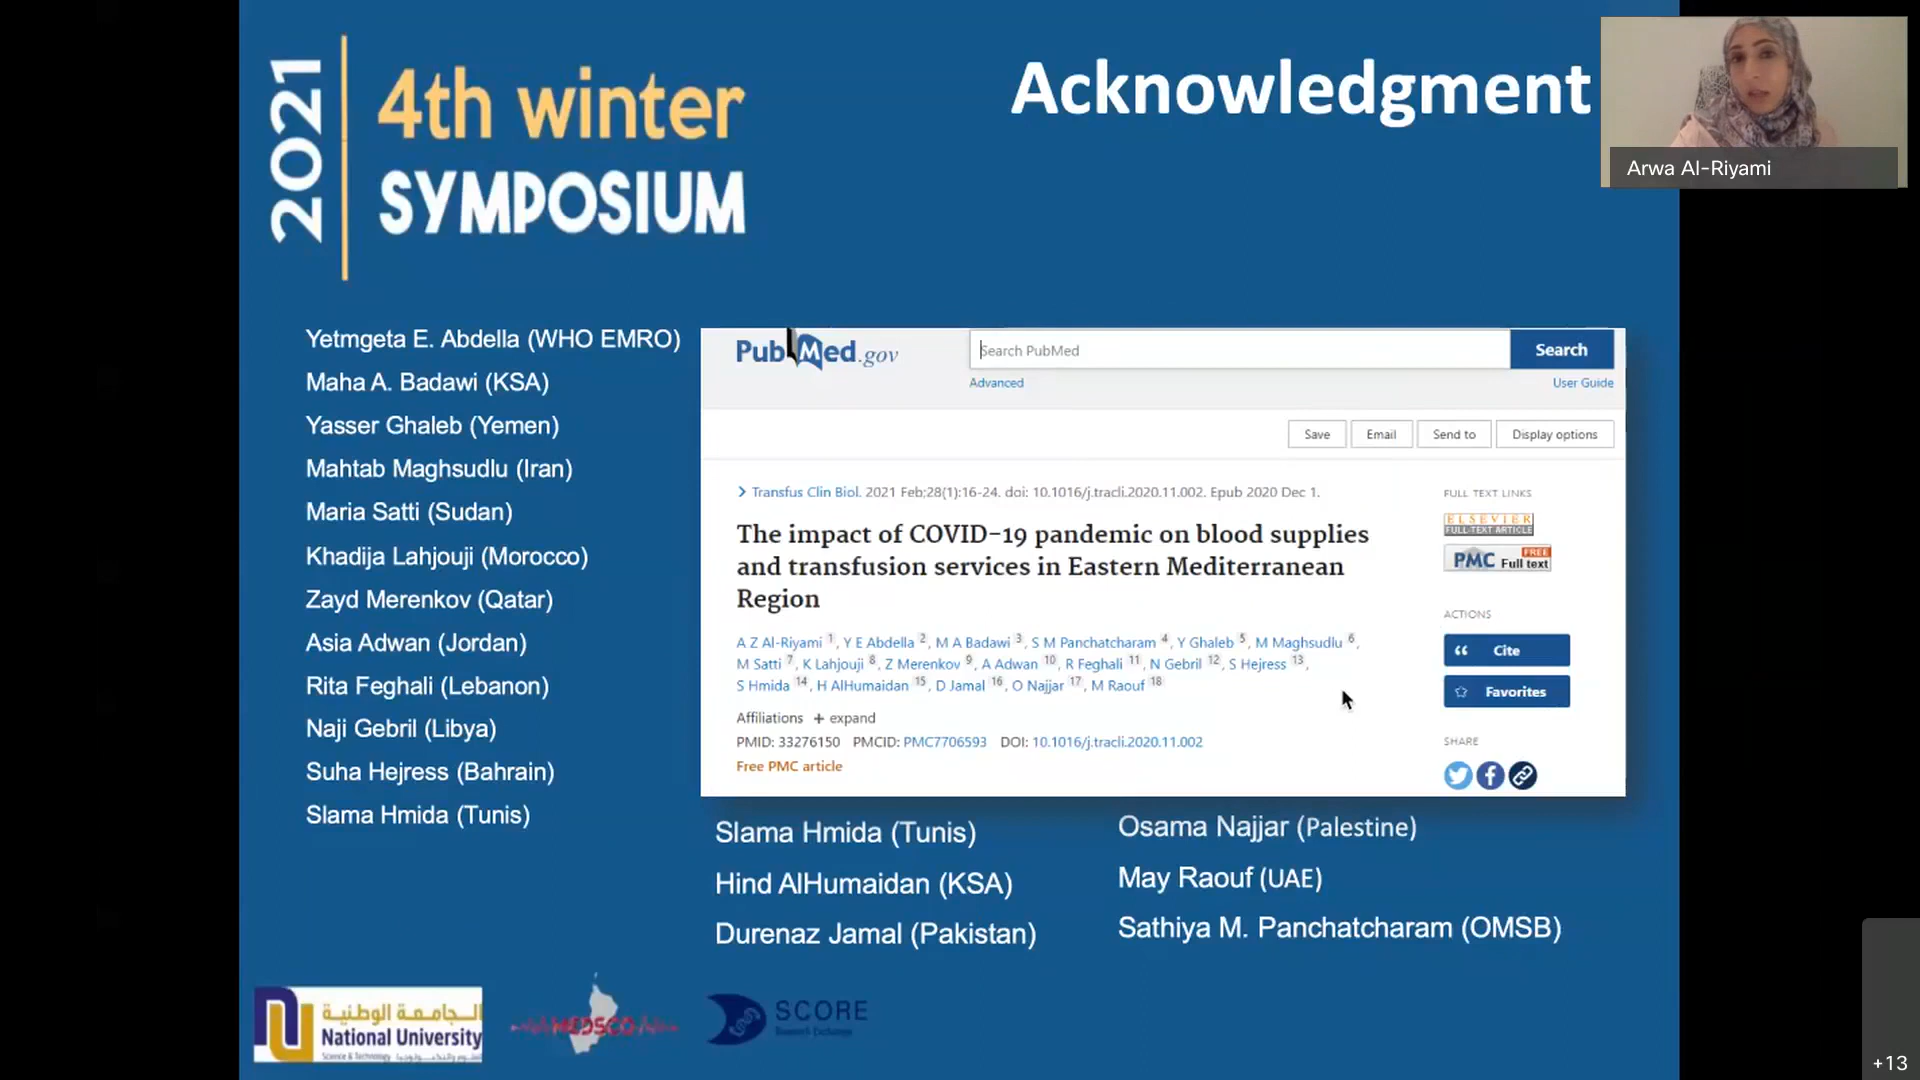 2021
4th winter
SYMPOSIUM
Acknowledgment
Arwa Al-Riyami
Yetmgeta E. Abdella (WHO EMRO)
Maha A. Badawi (KSA)
Yasser Ghaleb (Yemen)
Mahtab Maghsudlu (Iran)
Maria Satti (Sudan)
Khadija Lahjouji (Morocco)
Zayd Merenkov (Qatar)
Asia Adwan (Jordan)
Rita Feghali (Lebanon)
Naji Gebril (Libya)
Suha Hejress (Bahrain)
Slama Hmida (Tunis)
PubMed.gov
Search PubMed
Search
Advanced
User Guide
Save
Email
Send to
Display options
Transfus Clin Biol. 2021 Feb;28(1):16-24. doi: 10.1016/j.tracli.2020.11.002. Epub 2020 Dec 1.
The impact of COVID-19 pandemic on blood supplies
and transfusion services in Eastern Mediterranean
Region
A Z Al-Riyami 1, Y E Abdella 2, M A Badawi 3, S M Panchatcharam 4, Y Ghaleb 5, M Maghsudlu 6,
M Satti 7, K Lahjouji 8, Z Merenkov 9, A Adwan 10, R Feghali 11, N Gebril 12, S Hejress 13,
S Hmida 14, H AlHumaidan 15, D Jamal 16, O Najjar 17, M Raouf 18
Affiliations + expand
PMID: 33276150 PMCID: PMC7706593 DOI: 10.1016/j.tracli.2020.11.002
Free PMC article
FULL TEXT LINKS
ELSEVIER
FULL-TEXT ARTICLE
PMC FREE Full text
ACTIONS
Cite
Favorites
SHARE
Slama Hmida (Tunis)
Hind AlHumaidan (KSA)
Durenaz Jamal (Pakistan)
Osama Najjar (Palestine)
May Raouf (UAE)
Sathiya M. Panchatcharam (OMSB)
الجامعة الوطنية
National University
Science & Technology
MEDSCO
SCORE
+13